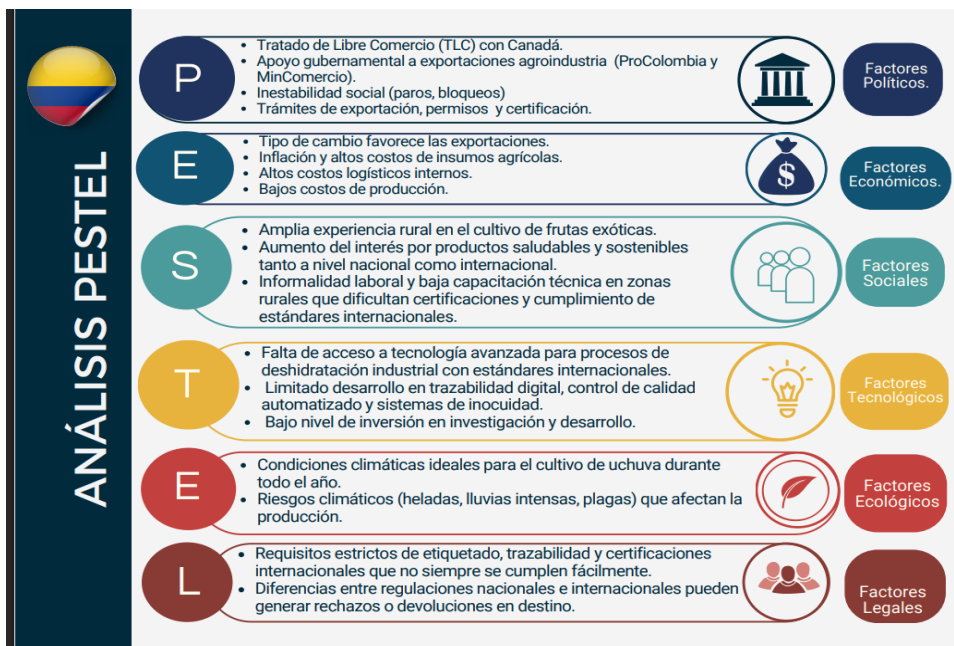 ANÁLISIS PESTEL
P
• Tratado de Libre Comercio (TLC) con Canadá.
• Apoyo gubernamental a exportaciones agroindustria (ProColombia y
MinComercio).
• Inestabilidad social (paros, bloqueos)
• Trámites de exportación, permisos y certificación.
Factores
Políticos.
E
• Tipo de cambio favorece las exportaciones.
• Inflación y altos costos de insumos agrícolas.
• Altos costos logísticos internos.
• Bajos costos de producción.
$
Factores
Económicos.
S
• Amplia experiencia rural en el cultivo de frutas exóticas.
• Aumento del interés por productos saludables y sostenibles
tanto a nivel nacional como internacional.
• Informalidad laboral y baja capacitación técnica en zonas
rurales que dificultan certificaciones y cumplimiento de
estándares internacionales.
Factores
Sociales
T
• Falta de acceso a tecnología avanzada para procesos de
deshidratación industrial con estándares internacionales.
• Limitado desarrollo en trazabilidad digital, control de calidad
automatizado y sistemas de inocuidad.
• Bajo nivel de inversión en investigación y desarrollo.
Factores
Tecnológicos
E
• Condiciones climáticas ideales para el cultivo de uchuva durante
todo el año.
• Riesgos climáticos (heladas, lluvias intensas, plagas) que afectan la
producción.
Factores
Ecológicos
L
• Requisitos estrictos de etiquetado, trazabilidad y certificaciones
internacionales que no siempre se cumplen fácilmente.
• Diferencias entre regulaciones nacionales e internacionales pueden
generar rechazos o devoluciones en destino.
Factores
Legales